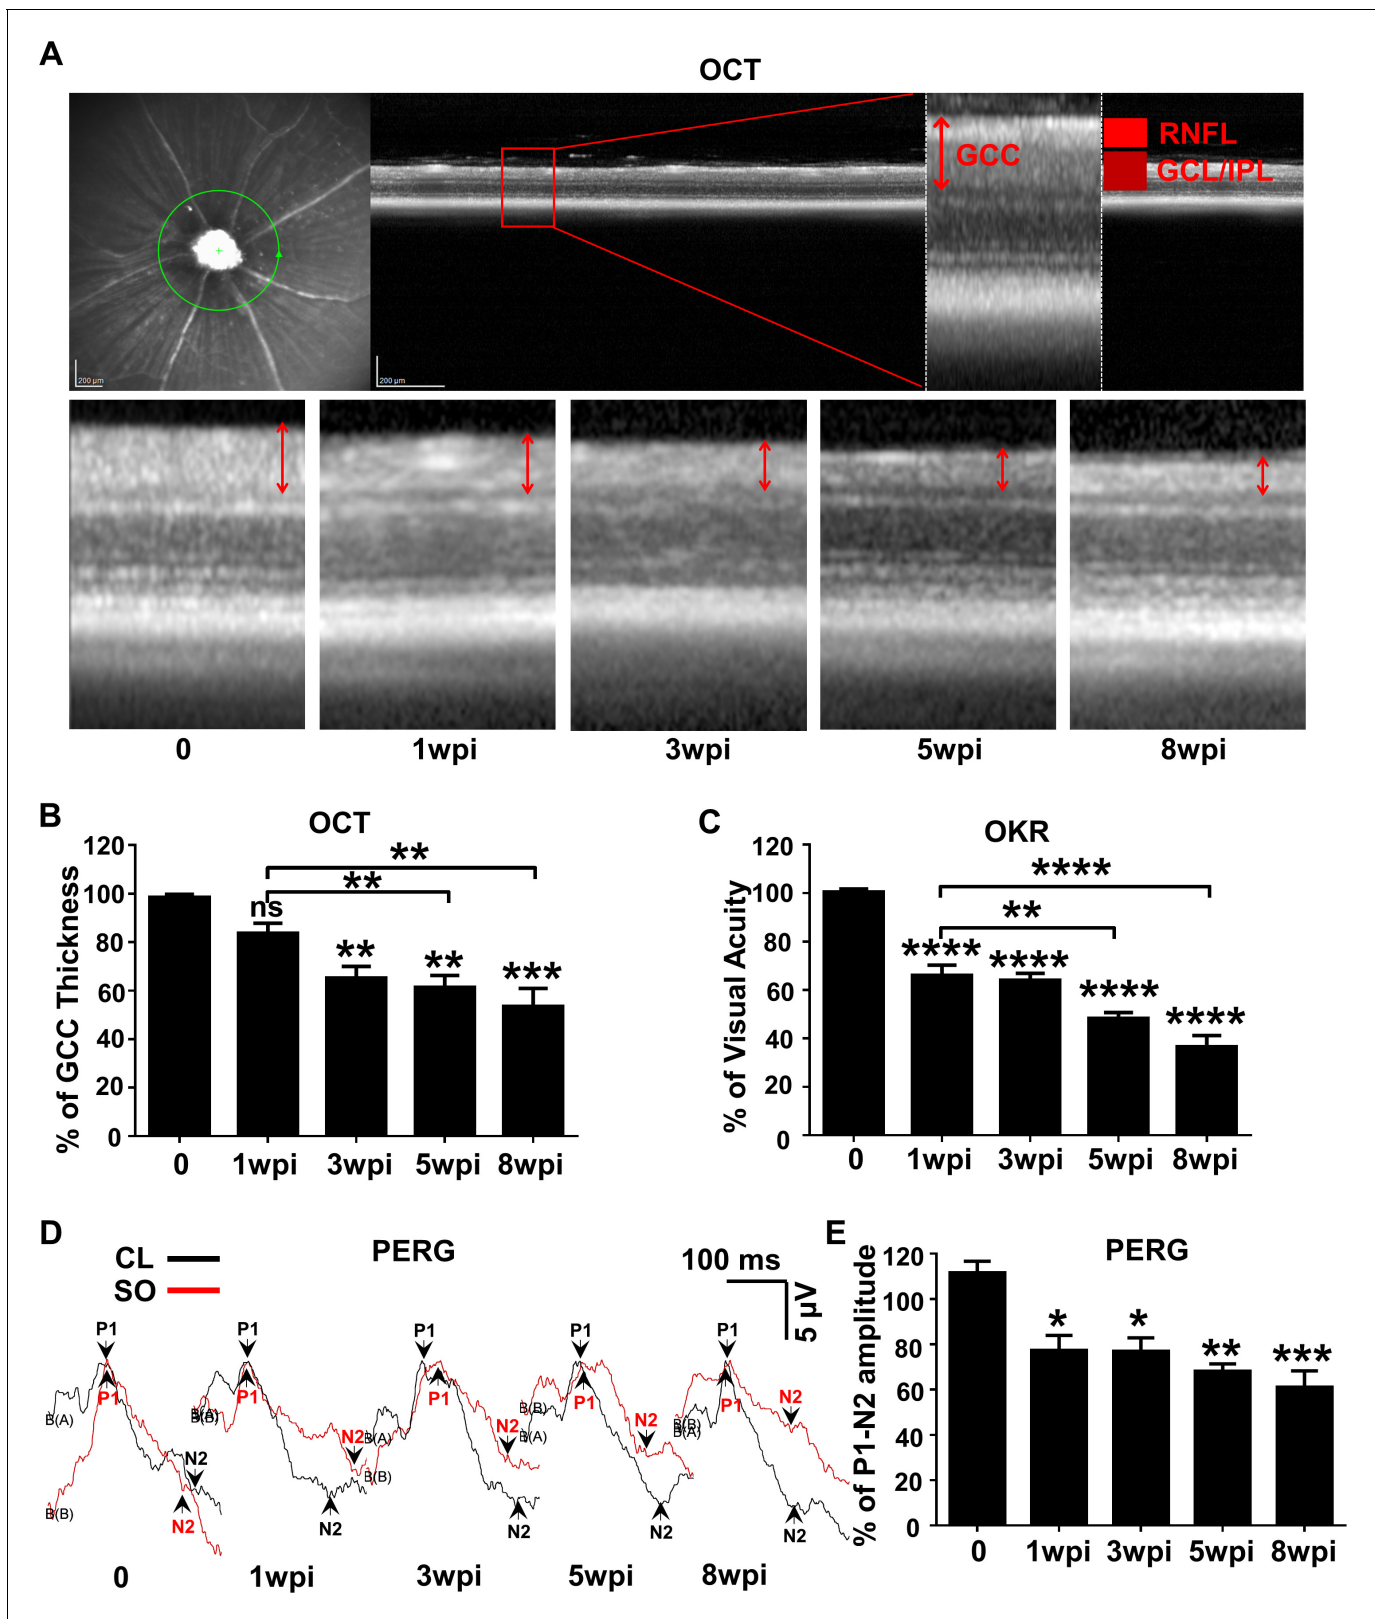 A
OCT
GCC
RNFL
GCL/IPL
200 µm
200 µm
0 1wpi 3wpi 5wpi 8wpi
B
OCT
% of GCC Thickness
120
100
80
60
40
20
0
ns
**
**
***
**
**
0 1wpi 3wpi 5wpi 8wpi
C
OKR
% of Visual Acuity
120
100
80
60
40
20
0
****
****
****
****
**
****
0 1wpi 3wpi 5wpi 8wpi
D
CL
SO
PERG
100 ms
5 µV
P1 P1 P1 P1 P1
P1 P1 P1 P1 P1
B(A)
B(B)
N2
N2
B(A)
B(B)
N2
N2
B(A)
B(B)
N2
N2
B(B)
B(A)
N2
N2
B(B)
B(A)
N2
N2
0 1wpi 3wpi 5wpi 8wpi
E
PERG
% of P1-N2 amplitude
120
100
80
60
40
20
0
*
*
**
***
0 1wpi 3wpi 5wpi 8wpi